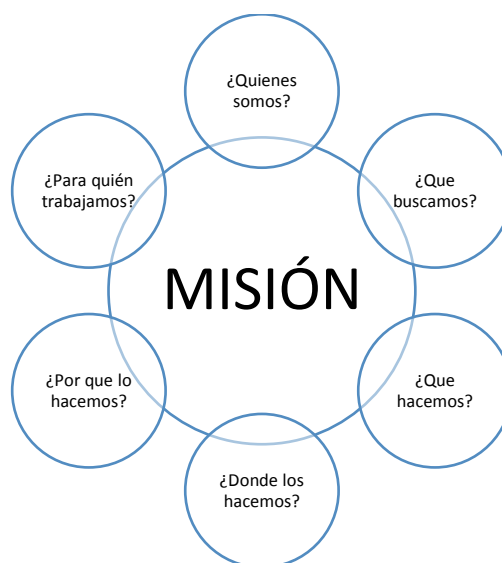 ¿Quienes
somos?
¿Que
buscamos?
¿Que
hacemos?
¿Donde los
hacemos?
¿Por que lo
hacemos?
¿Para quién
trabajamos?
MISIÓN